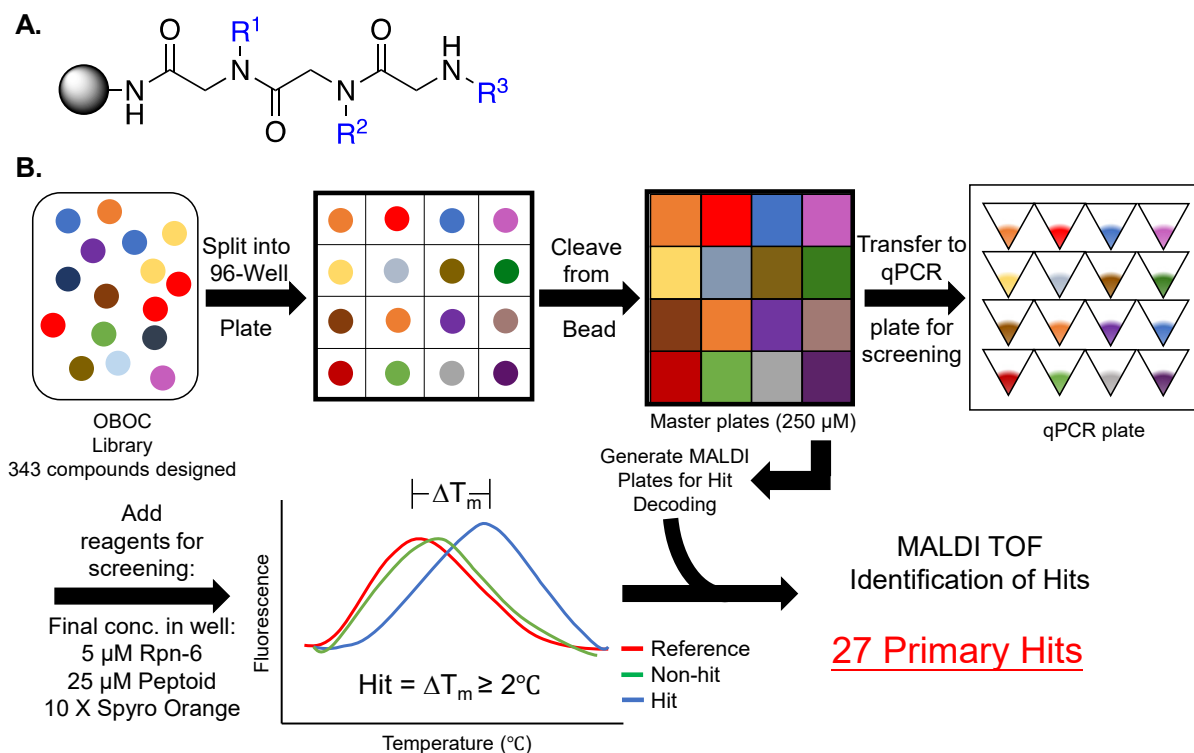 A.
O
R¹
O
H
N
N
H
N
N
R³
O
R²
B.
Split into
96-Well
Plate
Cleave
from
Bead
Transfer to
qPCR
plate for
screening
OBOC
Library
343 compounds designed
Master plates (250 µM)
qPCR plate
Generate MALDI
Plates for Hit
Decoding
Add
reagents for
screening:
Final conc. in well:
5 µM Rpn-6
25 µM Peptoid
10 X Spyro Orange
ΔTm
Fluorescence
Hit = ΔTm ≥ 2℃
Temperature (℃)
Reference
Non-hit
Hit
MALDI TOF
Identification of Hits
27 Primary Hits